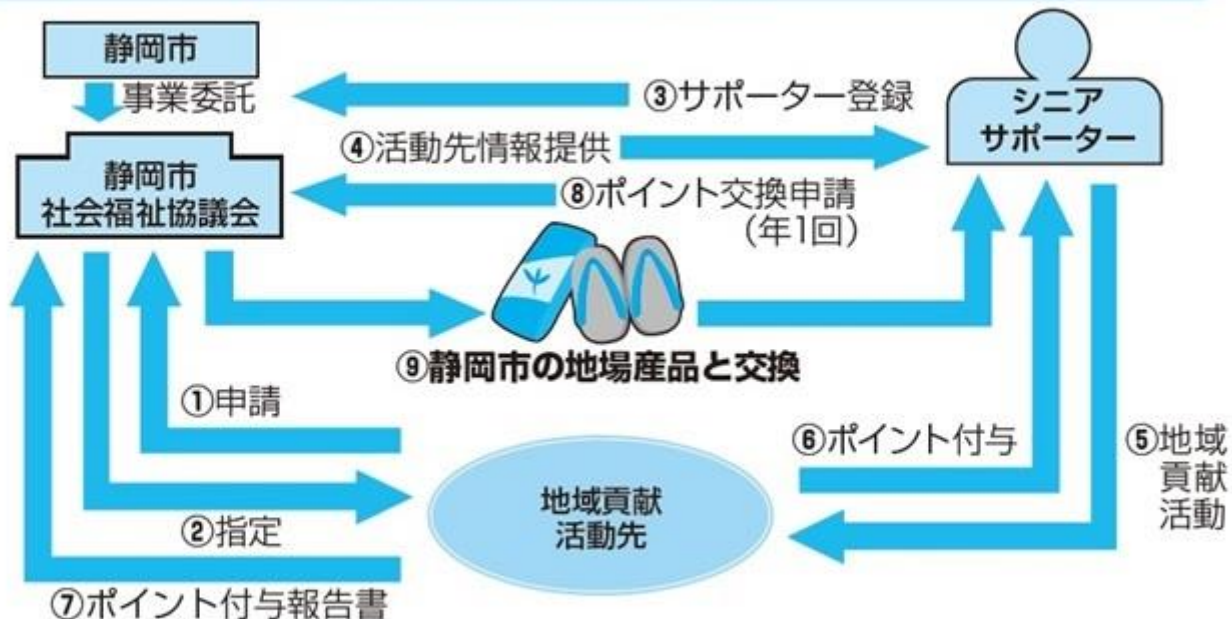 静岡市
事業委託
静岡市
社会福祉協議会
③サポーター登録
④活動先情報提供
⑧ポイント交換申請
(年1回)
シニア
サポーター
⑨静岡市の地場産品と交換
①申請
②指定
⑦ポイント付与報告書
地域貢献
活動先
⑥ポイント付与
⑤地域
貢献
活動